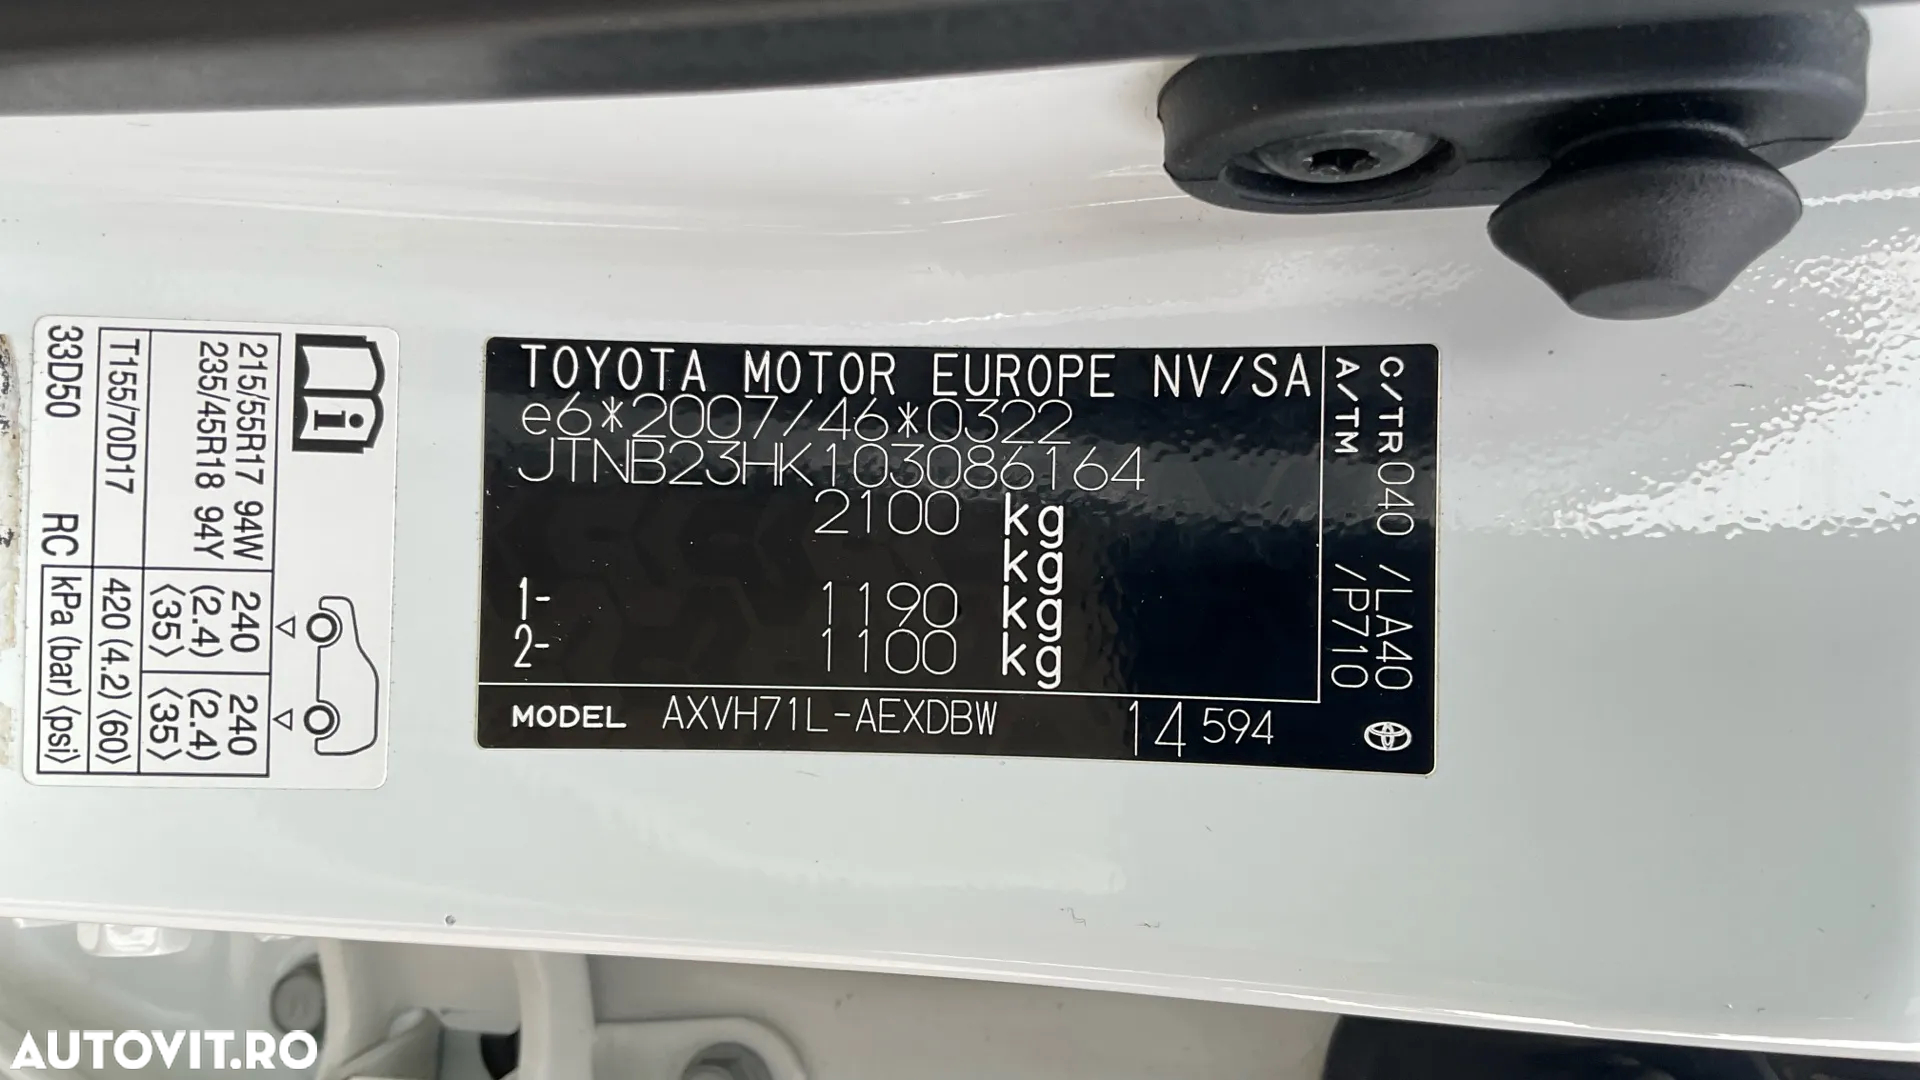 33D50 RC
T155/70D17 420 (4.2) ⟨60⟩
kPa (bar) ⟨psi⟩
215/55R17 94W 240 240
235/45R18 94Y (2.4) (2.4)
⟨35⟩ ⟨35⟩
TOYOTA MOTOR EUROPE NV/SA
e6*2007/46*0322
JTNB23HK103086164
2100 kg
kg
1- 1190 kg
2- 1100 kg
MODEL AXVH71L-AEXDBW 14594
C/TR 040 /LA40
A/TM /P710
AUTOVIT.RO